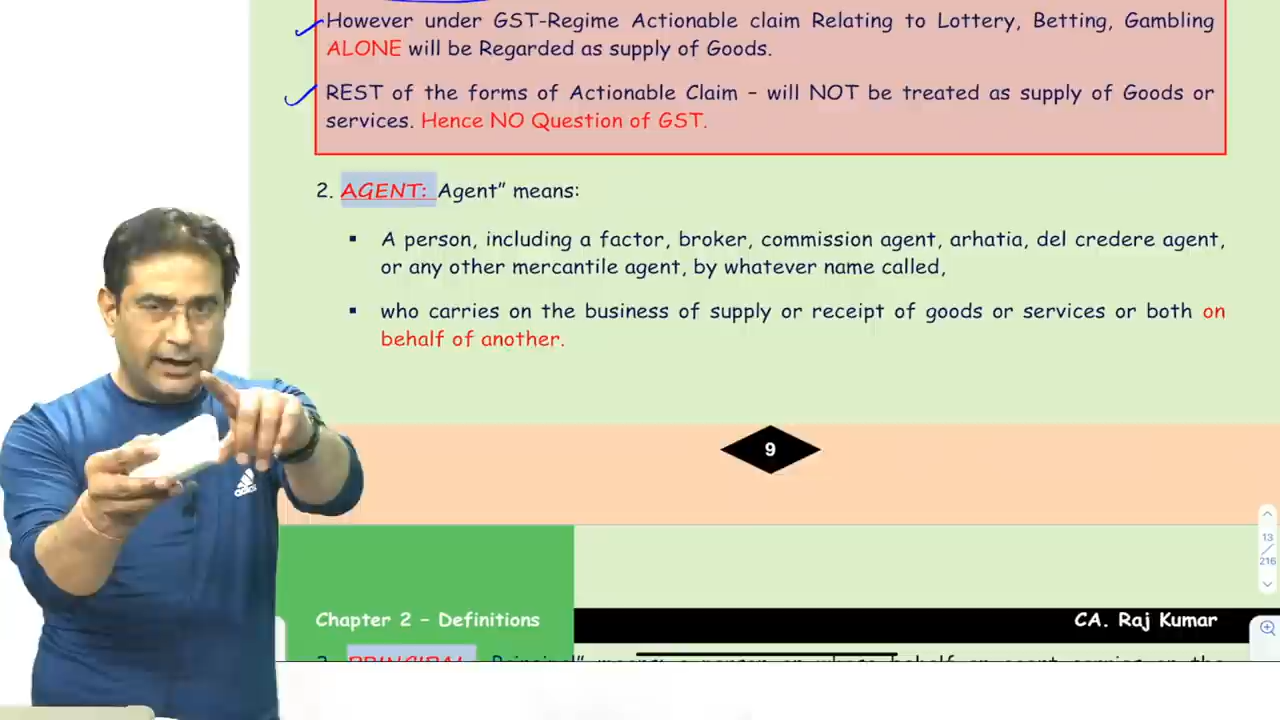 However under GST-Regime Actionable claim Relating to Lottery, Betting, Gambling
ALONE will be Regarded as supply of Goods.
REST of the forms of Actionable Claim – will NOT be treated as supply of Goods or
services. Hence NO Question of GST.
2. AGENT: Agent” means:
▪ A person, including a factor, broker, commission agent, arhatia, del credere agent,
or any other mercantile agent, by whatever name called,
▪ who carries on the business of supply or receipt of goods or services or both on
behalf of another.
9
adidas
13
/
216
Chapter 2 – Definitions
CA. Raj Kumar